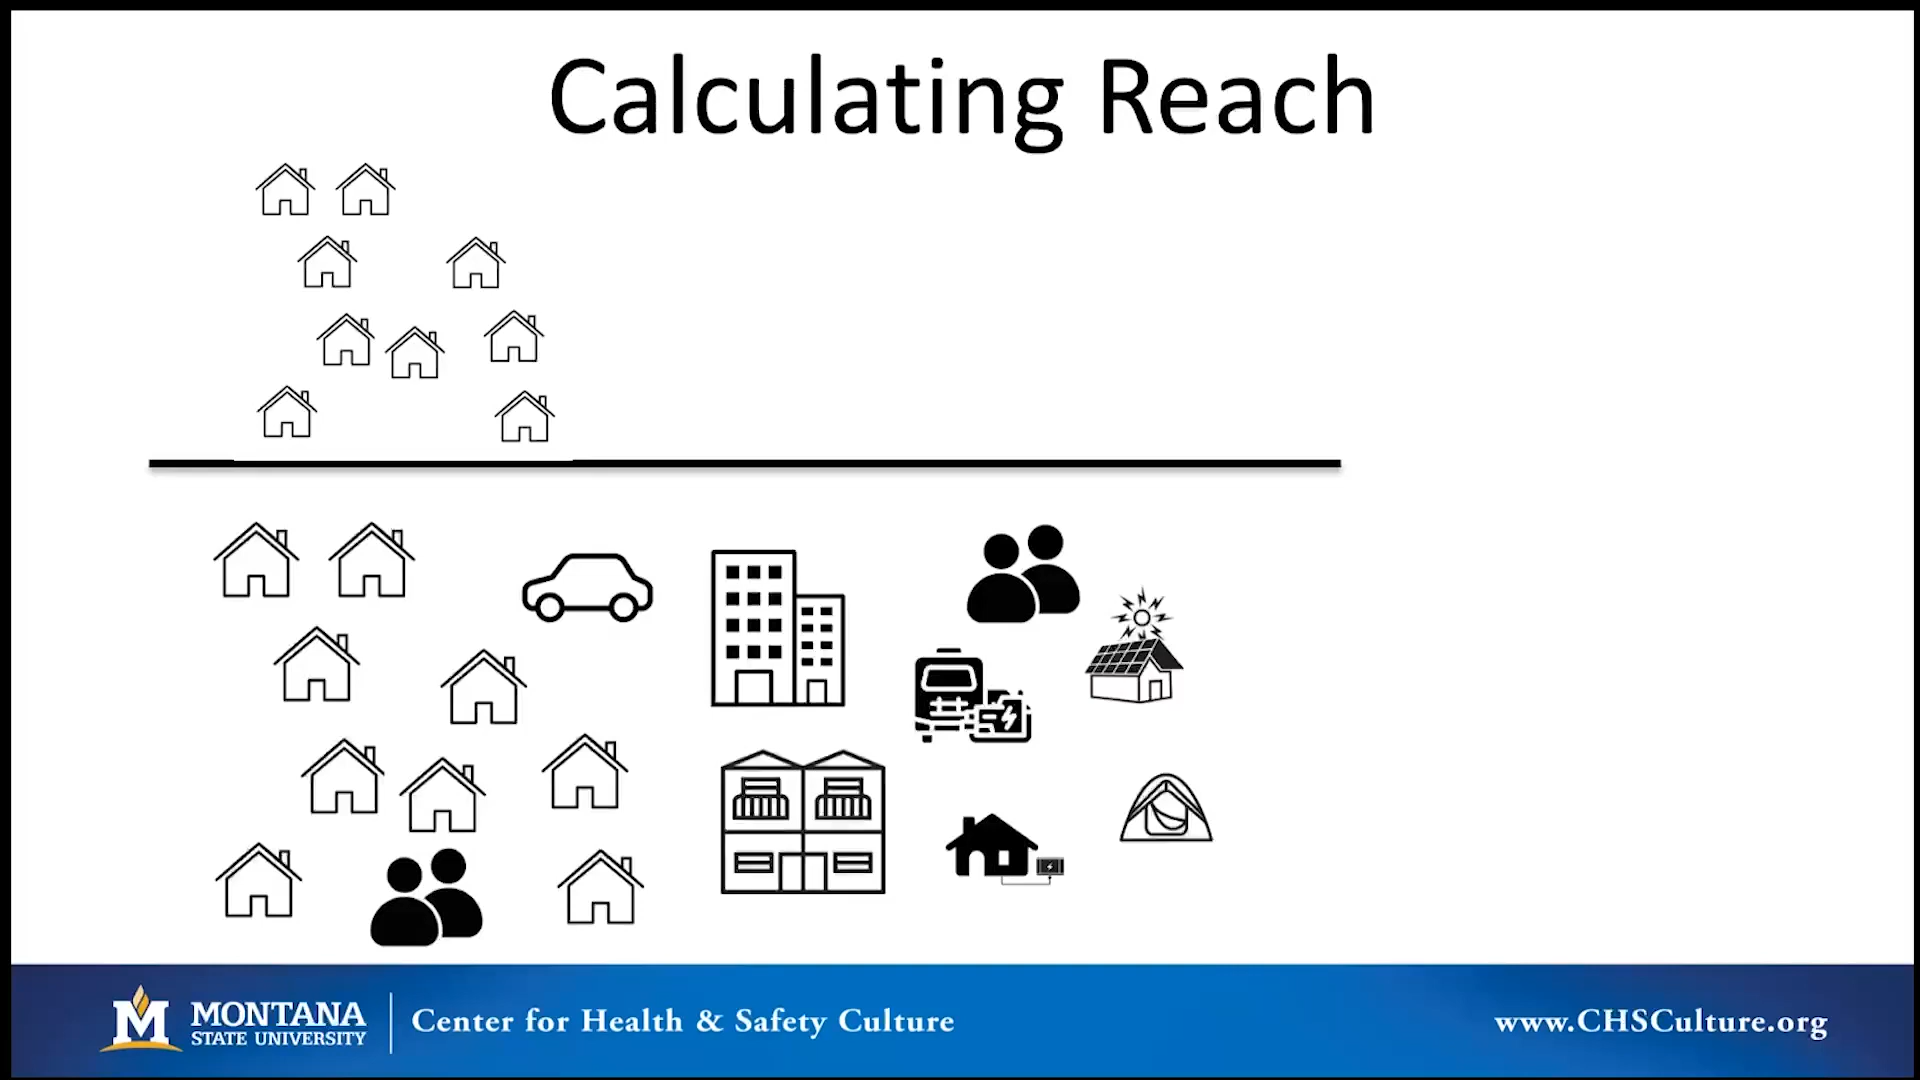 Calculating Reach
MONTANA
STATE UNIVERSITY
Center for Health & Safety Culture
www.CHSCulture.org